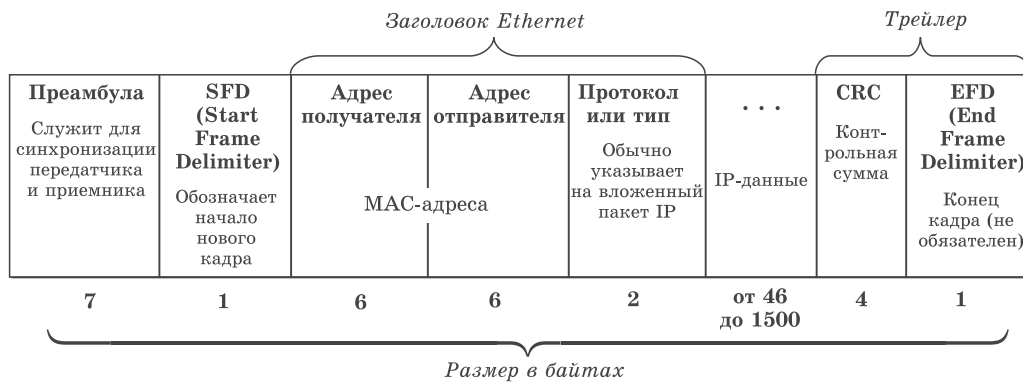 Заголовок Ethernet
Трейлер
Преамбула
Служит для
синхронизации
передатчика
и приемника
SFD
(Start
Frame
Delimiter)
Обозначает
начало
нового
кадра
Адрес
получателя
Адрес
отправителя
MAC-адреса
Протокол
или тип
Обычно
указывает
на вложенный
пакет IP
. . .
IP-данные
CRC
Конт-
рольная
сумма
EFD
(End
Frame
Delimiter)
Конец
кадра (не
обязателен)
7
1
6
6
2
от 46
до 1500
4
1
Размер в байтах